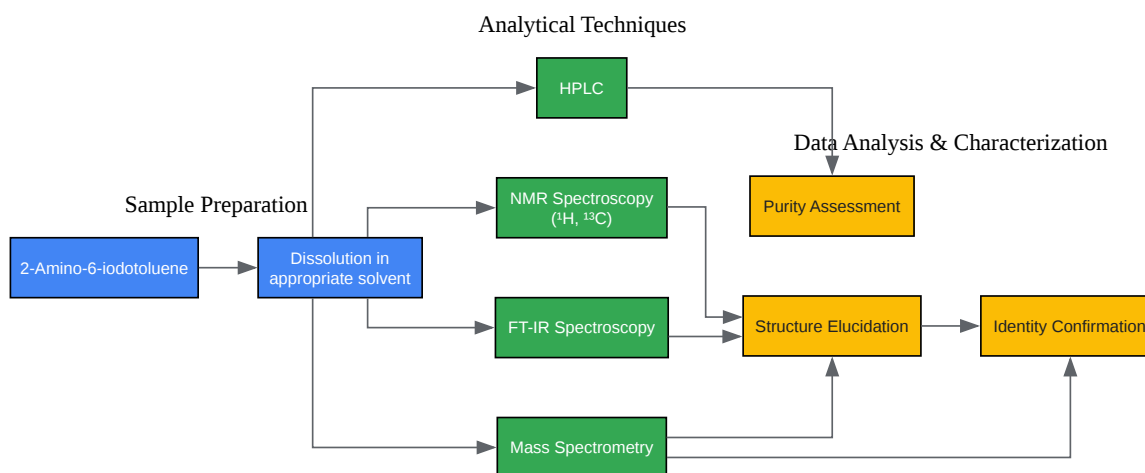 Analytical Techniques
HPLC
Data Analysis & Characterization
NMR Spectroscopy
(¹H, ¹³C)
Purity Assessment
Sample Preparation
2-Amino-6-iodotoluene
Dissolution in
appropriate solvent
FT-IR Spectroscopy
Structure Elucidation
Identity Confirmation
Mass Spectrometry